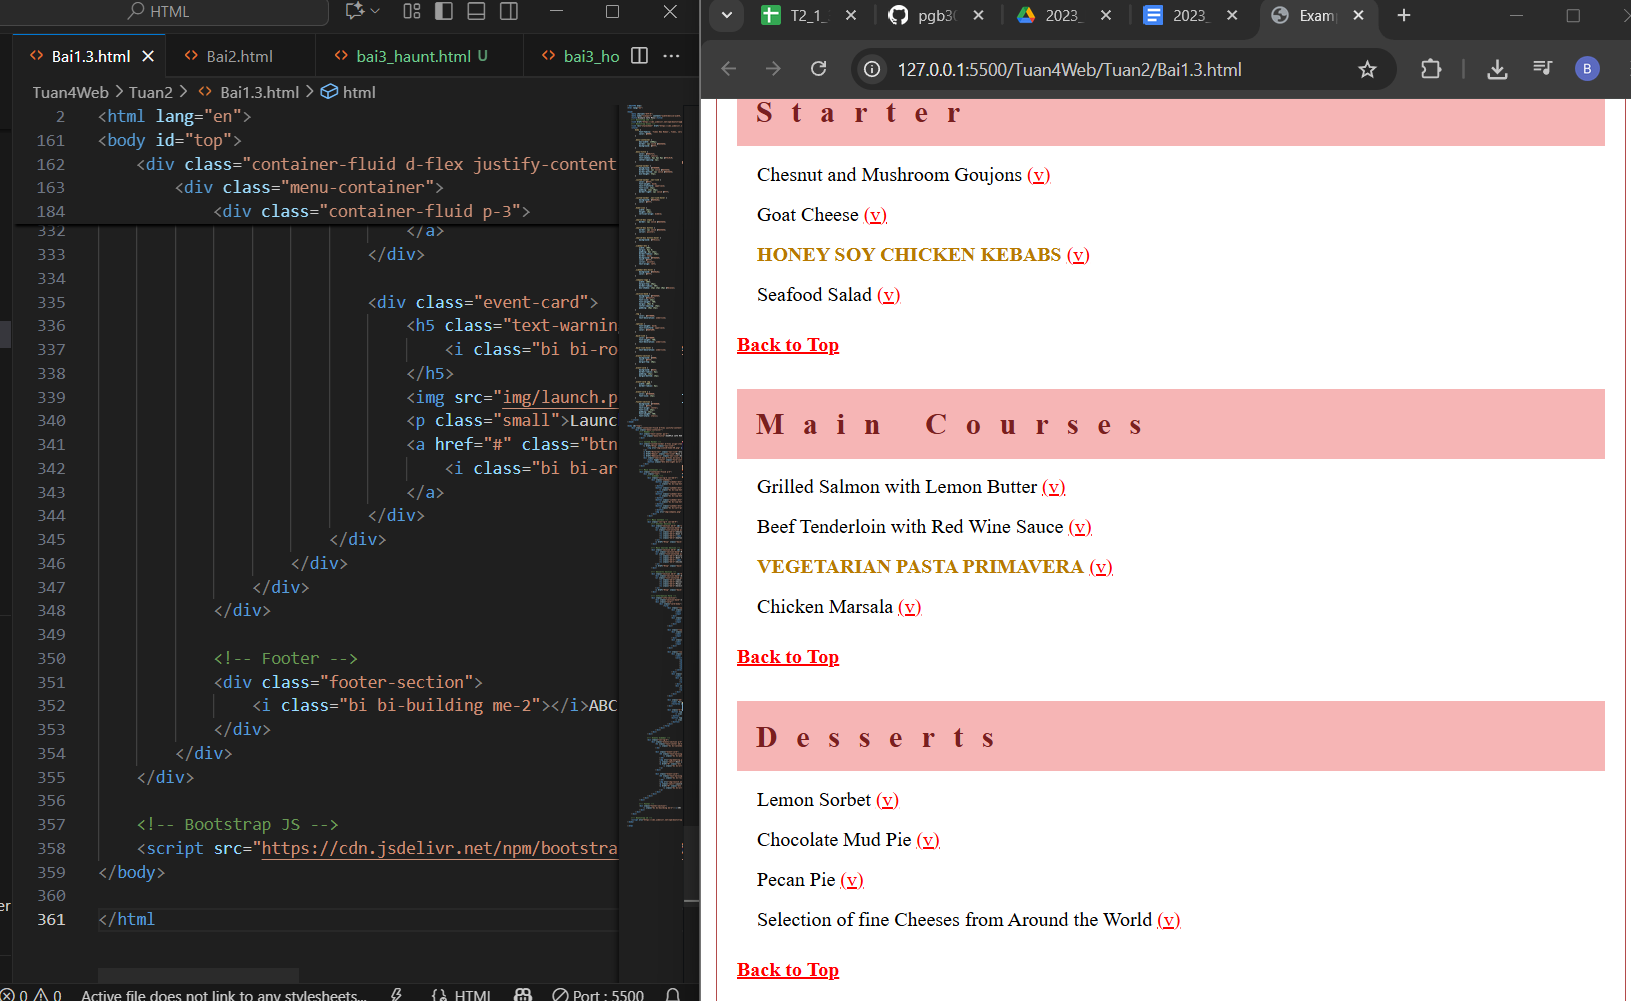 HTML
Bai1.3.html
Bai2.html
bai3_haunt.html U
bai3_ho
Tuan4Web > Tuan2 > Bai1.3.html > html
2 <html lang="en">
161 <body id="top">
162 <div class="container-fluid d-flex justify-content
163 <div class="menu-container">
184 <div class="container-fluid p-3">
332 </a>
333 </div>
334
335 <div class="event-card">
336 <h5 class="text-warnin
337 <i class="bi bi-ro
338 </h5>
339 <img src="img/launch.p
340 <p class="small">Launc
341 <a href="#" class="btn
342 <i class="bi bi-ar
343 </a>
344 </div>
345 </div>
346 </div>
347 </div>
348 </div>
349
350 <!-- Footer -->
351 <div class="footer-section">
352 <i class="bi bi-building me-2"></i>ABC
353 </div>
354 </div>
355 </div>
356
357 <!-- Bootstrap JS -->
358 <script src="https://cdn.jsdelivr.net/npm/bootstra
359 </body>
360
361 </html
er
0 0 Active file does not link to any stylesheets... HTML Port : 5500
T2_1_
pgb30
2023_
2023_
Examp
127.0.0.1:5500/Tuan4Web/Tuan2/Bai1.3.html
B
Starter
Chesnut and Mushroom Goujons (v)
Goat Cheese (v)
HONEY SOY CHICKEN KEBABS (v)
Seafood Salad (v)
Back to Top
Main Courses
Grilled Salmon with Lemon Butter (v)
Beef Tenderloin with Red Wine Sauce (v)
VEGETARIAN PASTA PRIMAVERA (v)
Chicken Marsala (v)
Back to Top
Desserts
Lemon Sorbet (v)
Chocolate Mud Pie (v)
Pecan Pie (v)
Selection of fine Cheeses from Around the World (v)
Back to Top